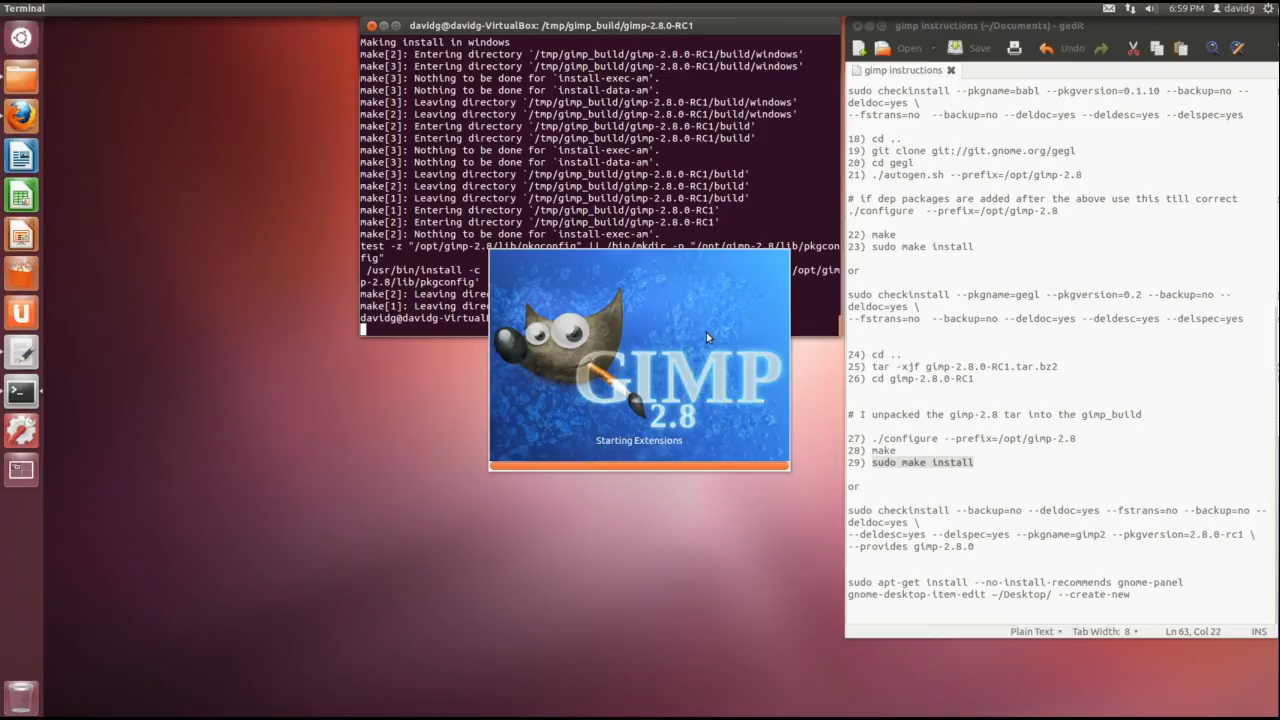 Terminal
6:59 PM
davidg
davidg@davidg-VirtualBox: /tmp/gimp_build/gimp-2.8.0-RC1
Making install in windows
make[2]: Entering directory `/tmp/gimp_build/gimp-2.8.0-RC1/build/windows'
make[3]: Entering directory `/tmp/gimp_build/gimp-2.8.0-RC1/build/windows'
make[3]: Nothing to be done for `install-exec-am'.
make[3]: Nothing to be done for `install-data-am'.
make[3]: Leaving directory `/tmp/gimp_build/gimp-2.8.0-RC1/build/windows'
make[2]: Leaving directory `/tmp/gimp_build/gimp-2.8.0-RC1/build/windows'
make[2]: Entering directory `/tmp/gimp_build/gimp-2.8.0-RC1/build'
make[3]: Entering directory `/tmp/gimp_build/gimp-2.8.0-RC1/build'
make[3]: Nothing to be done for `install-exec-am'.
make[3]: Nothing to be done for `install-data-am'.
make[3]: Leaving directory `/tmp/gimp_build/gimp-2.8.0-RC1/build'
make[2]: Leaving directory `/tmp/gimp_build/gimp-2.8.0-RC1/build'
make[1]: Leaving directory `/tmp/gimp_build/gimp-2.8.0-RC1/build'
make[1]: Entering directory `/tmp/gimp_build/gimp-2.8.0-RC1'
make[2]: Entering directory `/tmp/gimp_build/gimp-2.8.0-RC1'
make[2]: Nothing to be done for `install-exec-am'.
test -z "/opt/gimp-2.8/lib/pkgconfig" || /bin/mkdir -p "/opt/gimp-2.8/lib/pkgcon
fig"
/usr/bin/install -c /opt/gim
p-2.8/lib/pkgconfig'
make[2]: Leaving dire
make[1]: Leaving dire
davidg@davidg-Virtual
GIMP
2.8
Starting Extensions
gimp instructions (~/Documents) - gedit
Open Save Undo
gimp instructions
sudo checkinstall --pkgname=babl --pkgversion=0.1.10 --backup=no --
deldoc=yes \
--fstrans=no --backup=no --deldoc=yes --deldesc=yes --delspec=yes
18) cd ..
19) git clone git://git.gnome.org/gegl
20) cd gegl
21) ./autogen.sh --prefix=/opt/gimp-2.8
# if dep packages are added after the above use this till correct
./configure --prefix=/opt/gimp-2.8
22) make
23) sudo make install
or
sudo checkinstall --pkgname=gegl --pkgversion=0.2 --backup=no --
deldoc=yes \
--fstrans=no --backup=no --deldoc=yes --deldesc=yes --delspec=yes
24) cd ..
25) tar -xjf gimp-2.8.0-RC1.tar.bz2
26) cd gimp-2.8.0-RC1
# I unpacked the gimp-2.8 tar into the gimp_build
27) ./configure --prefix=/opt/gimp-2.8
28) make
29) sudo make install
or
sudo checkinstall --backup=no --deldoc=yes --fstrans=no --backup=no --
deldoc=yes \
--deldesc=yes --delspec=yes --pkgname=gimp2 --pkgversion=2.8.0-rc1 \
--provides gimp-2.8.0
sudo apt-get install --no-install-recommends gnome-panel
gnome-desktop-item-edit ~/Desktop/ --create-new
Plain Text Tab Width: 8 Ln 63, Col 22 INS